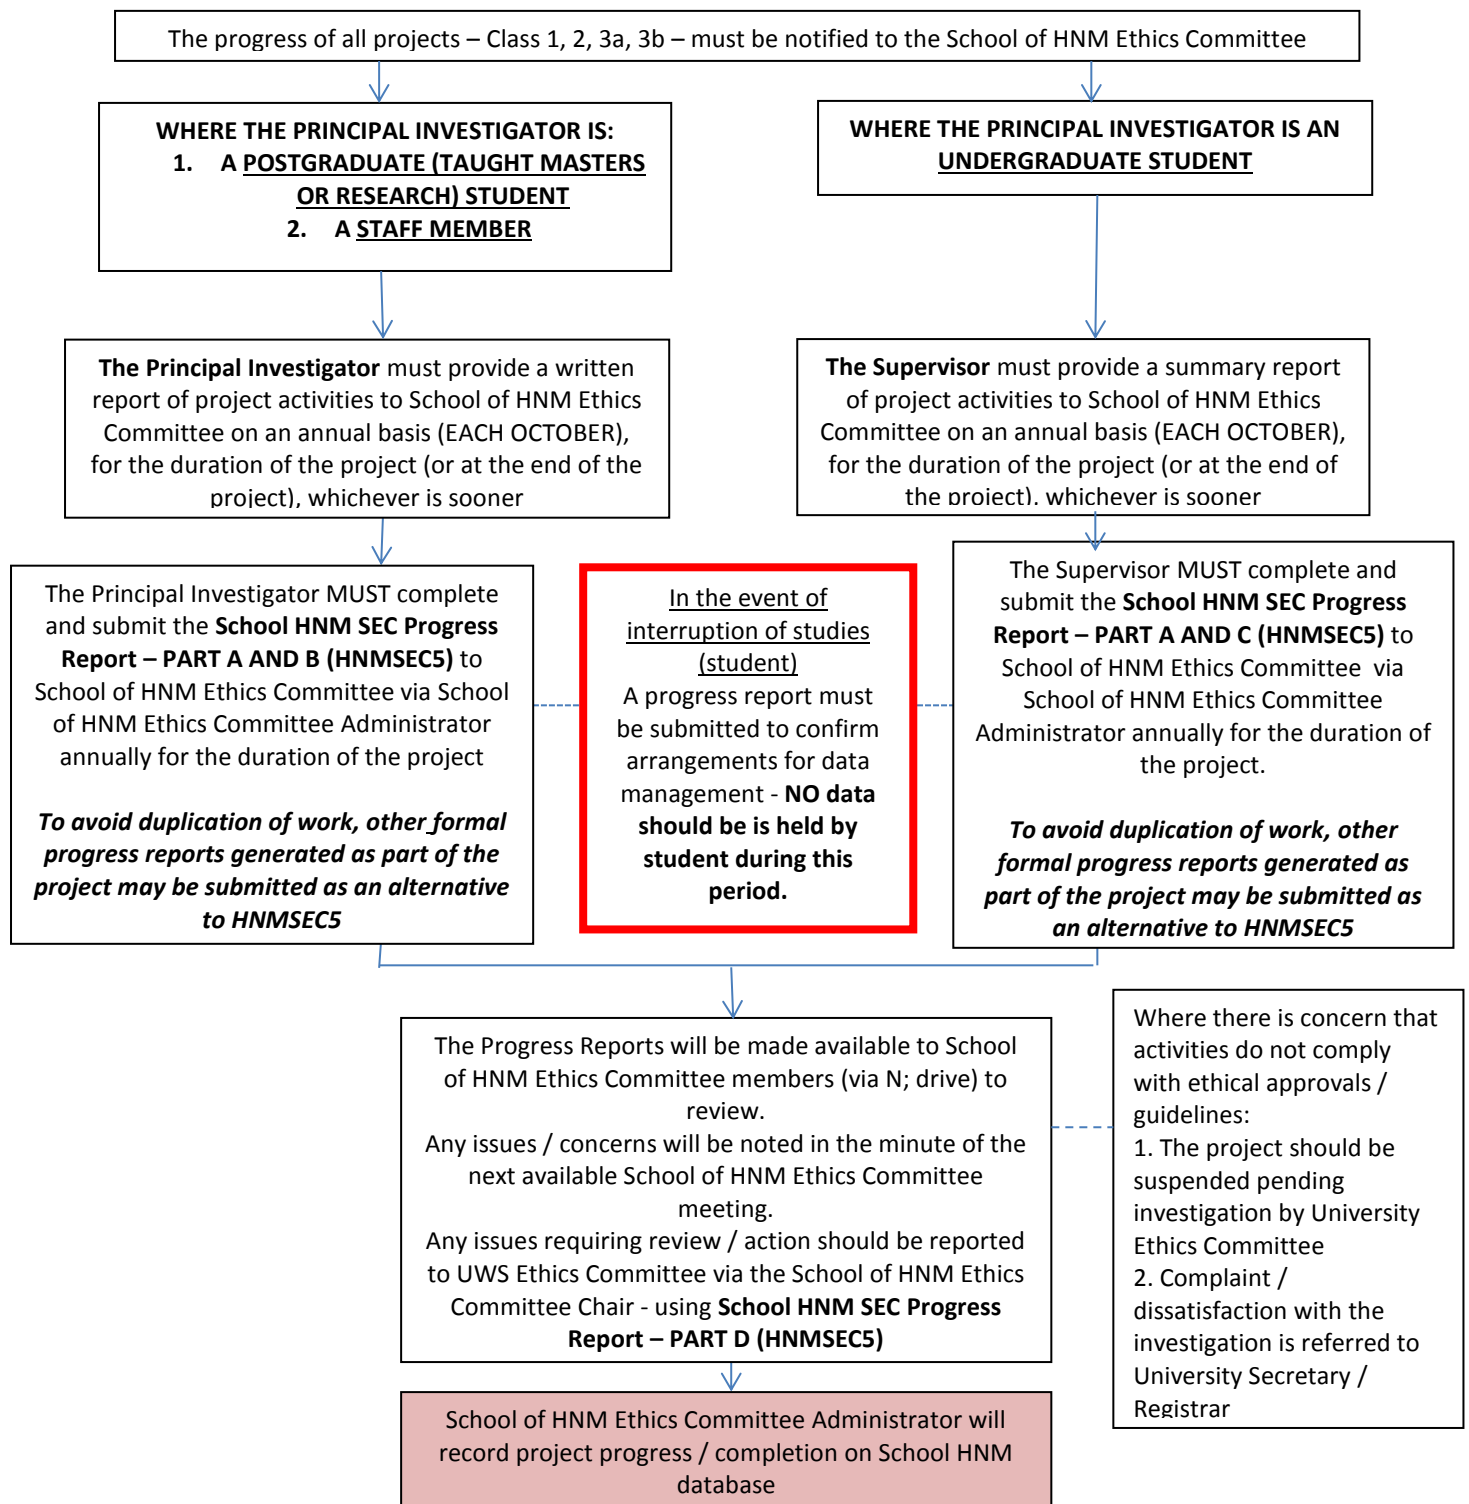 The progress of all projects – Class 1, 2, 3a, 3b – must be notified to the School of HNM Ethics Committee
WHERE THE PRINCIPAL INVESTIGATOR IS:
1. A POSTGRADUATE (TAUGHT MASTERS
OR RESEARCH) STUDENT
2. A STAFF MEMBER
WHERE THE PRINCIPAL INVESTIGATOR IS AN
UNDERGRADUATE STUDENT
The Principal Investigator must provide a written
report of project activities to School of HNM Ethics
Committee on an annual basis (EACH OCTOBER),
for the duration of the project (or at the end of the
project), whichever is sooner
The Supervisor must provide a summary report
of project activities to School of HNM Ethics
Committee on an annual basis (EACH OCTOBER),
for the duration of the project (or at the end of
the project), whichever is sooner
The Principal Investigator MUST complete
and submit the School HNM SEC Progress
Report – PART A AND B (HNMSEC5) to
School of HNM Ethics Committee via School
of HNM Ethics Committee Administrator
annually for the duration of the project
To avoid duplication of work, other formal
progress reports generated as part of the
project may be submitted as an alternative
to HNMSEC5
In the event of
interruption of studies
(student)
A progress report must
be submitted to confirm
arrangements for data
management - NO data
should be is held by
student during this
period.
The Supervisor MUST complete and
submit the School HNM SEC Progress
Report – PART A AND C (HNMSEC5) to
School of HNM Ethics Committee via
School of HNM Ethics Committee
Administrator annually for the duration of
the project.
To avoid duplication of work, other
formal progress reports generated as
part of the project may be submitted as
an alternative to HNMSEC5
The Progress Reports will be made available to School
of HNM Ethics Committee members (via N; drive) to
review.
Any issues / concerns will be noted in the minute of the
next available School of HNM Ethics Committee
meeting.
Any issues requiring review / action should be reported
to UWS Ethics Committee via the School of HNM Ethics
Committee Chair - using School HNM SEC Progress
Report – PART D (HNMSEC5)
Where there is concern that
activities do not comply
with ethical approvals /
guidelines:
1. The project should be
suspended pending
investigation by University
Ethics Committee
2. Complaint /
dissatisfaction with the
investigation is referred to
University Secretary /
Registrar
School of HNM Ethics Committee Administrator will
record project progress / completion on School HNM
database